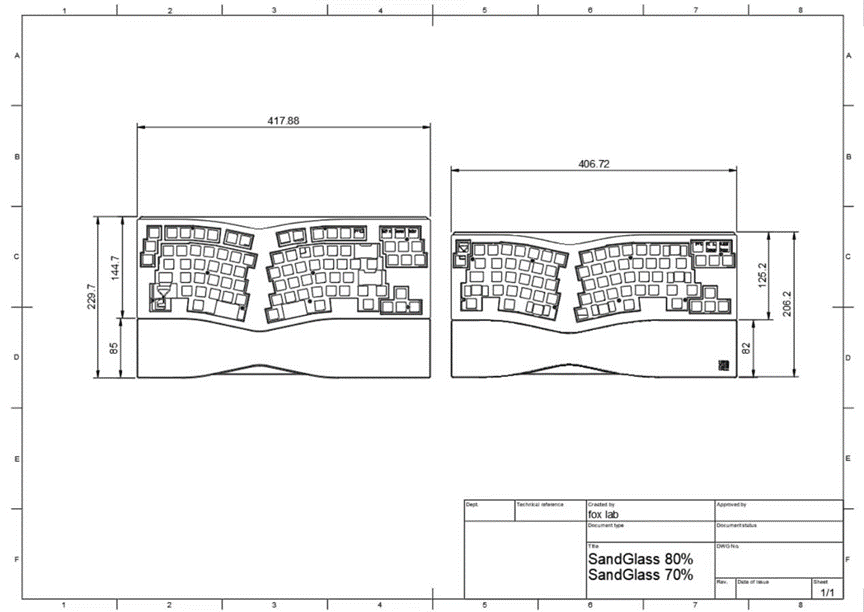 1 2 3 4 5 6 7 8
A A
B B
417.88
406.72
C C
229.7
144.7
85
125.2
206.2
82
D D
E E
Dept. Technical reference Created by Approved by
fox lab
Document type Document status
F F
Title DWG No.
SandGlass 80%
SandGlass 70%
Rev. Date of issue Sheet
1/1
1 2 3 4 5 6 7 8